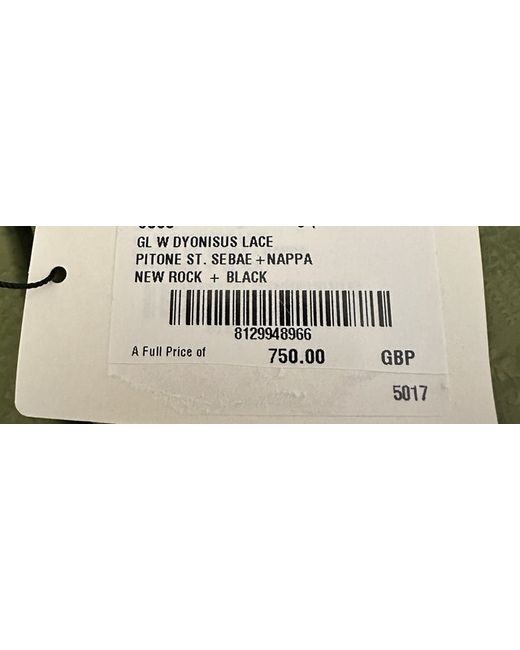 GL W DYONISUS LACE
PITONE ST. SEBAE +NAPPA
NEW ROCK + BLACK
8129948966
A Full Price of 750.00 GBP
5017